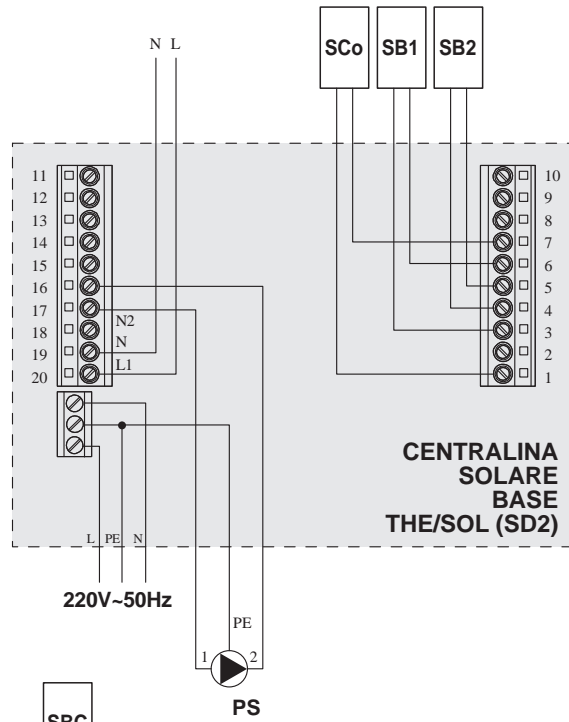 N L
SCo SB1 SB2
11
12
13
14
15
16
17
18
19
20
N2
N
L1
10
9
8
7
6
5
4
3
2
1
CENTRALINA
SOLARE
BASE
THE/SOL (SD2)
L PE N
220V~50Hz
PE
1 2
PS
SBC